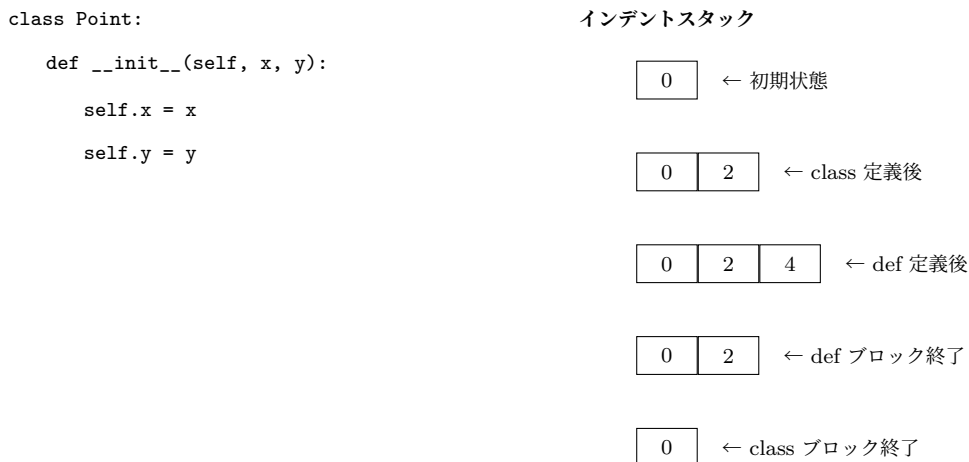 class Point:
def __init__(self, x, y):
self.x = x
self.y = y
インデントスタック
0 ← 初期状態
0 2 ← class 定義後
0 2 4 ← def 定義後
0 2 ← def ブロック終了
0 ← class ブロック終了